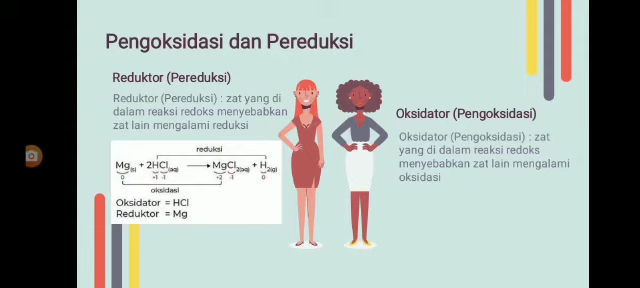 Pengoksidasi dan Pereduksi
Reduktor (Pereduksi)
Reduktor (Pereduksi) : zat yang di
dalam reaksi redoks menyebabkan
zat lain mengalami reduksi
reduksi
Mg(s) + 2HCl(aq) → MgCl2(aq) + H2(g)
0 +1 -1 +2 -1 0
oksidasi
Oksidator = HCl
Reduktor = Mg
Oksidator (Pengoksidasi)
Oksidator (Pengoksidasi) : zat
yang di dalam reaksi redoks
menyebabkan zat lain mengalami
oksidasi